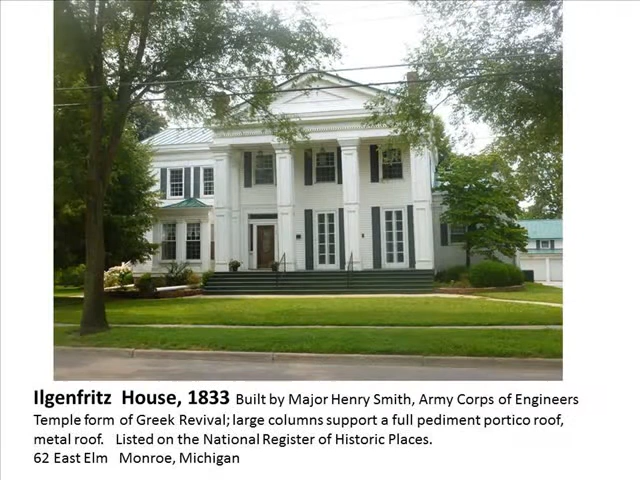 Ilgenfritz House, 1833 Built by Major Henry Smith, Army Corps of Engineers
Temple form of Greek Revival; large columns support a full pediment portico roof,
metal roof. Listed on the National Register of Historic Places.
62 East Elm Monroe, Michigan